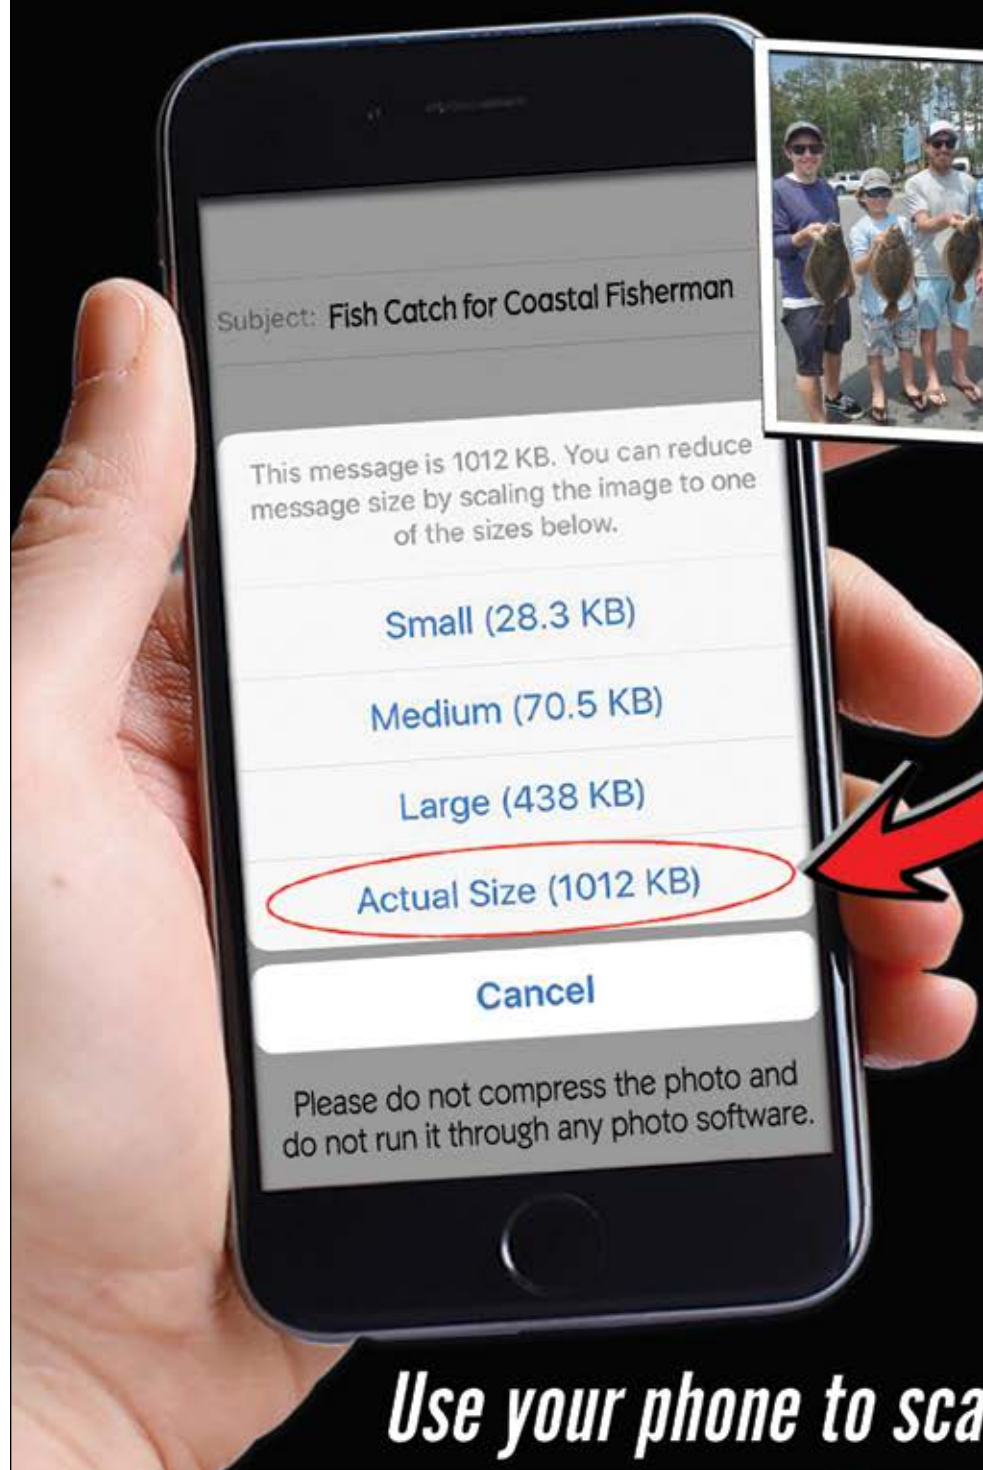 Subject: Fish Catch for Coastal Fisherman
This message is 1012 KB. You can reduce
message size by scaling the image to one
of the sizes below.
Small (28.3 KB)
Medium (70.5 KB)
Large (438 KB)
Actual Size (1012 KB)
Cancel
Please do not compress the photo and
do not run it through any photo software.
Use your phone to